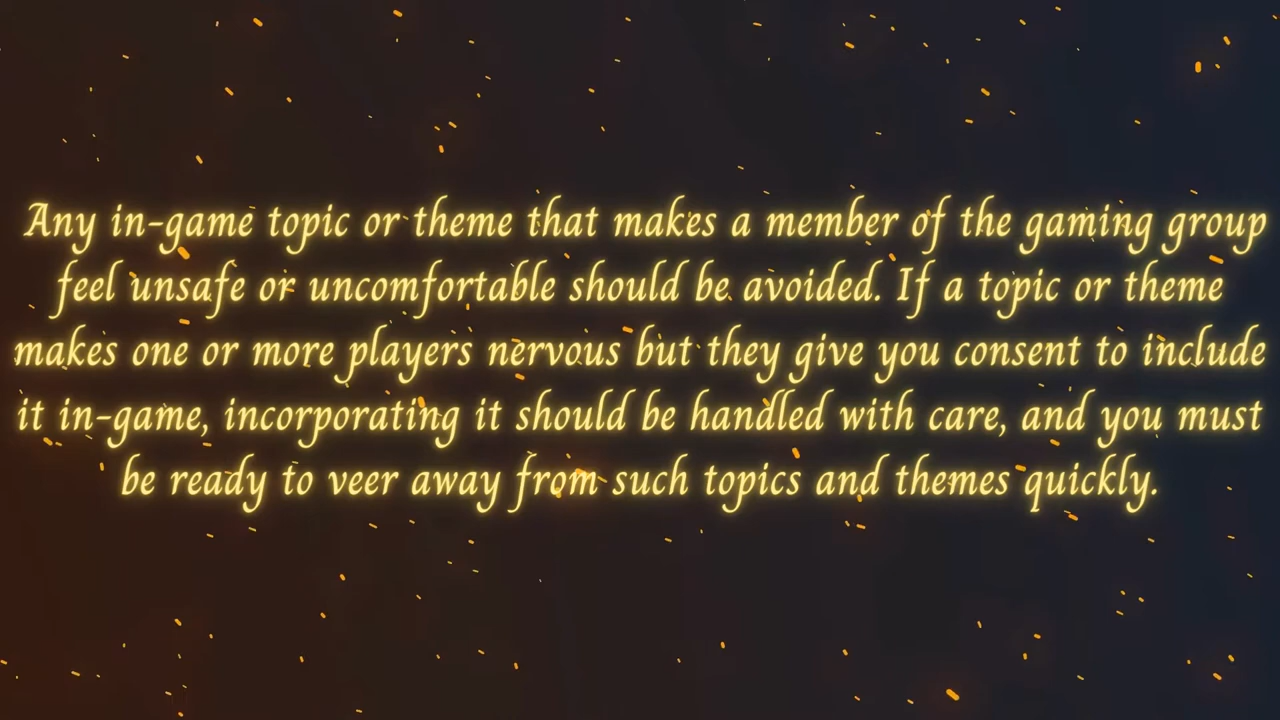 Any in-game topic or theme that makes a member of the gaming group
feel unsafe or uncomfortable should be avoided. If a topic or theme
makes one or more players nervous but they give you consent to include
it in-game, incorporating it should be handled with care, and you must
be ready to veer away from such topics and themes quickly.